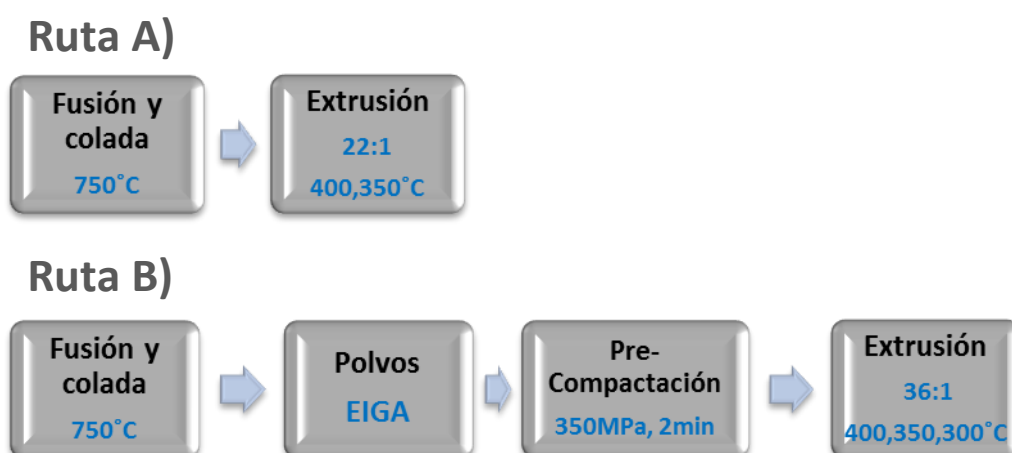 Ruta A)
Fusión y
colada
750˚C
Extrusión
22:1
400,350˚C
Ruta B)
Fusión y
colada
750˚C
Polvos
EIGA
Pre-
Compactación
350MPa, 2min
Extrusión
36:1
400,350,300˚C